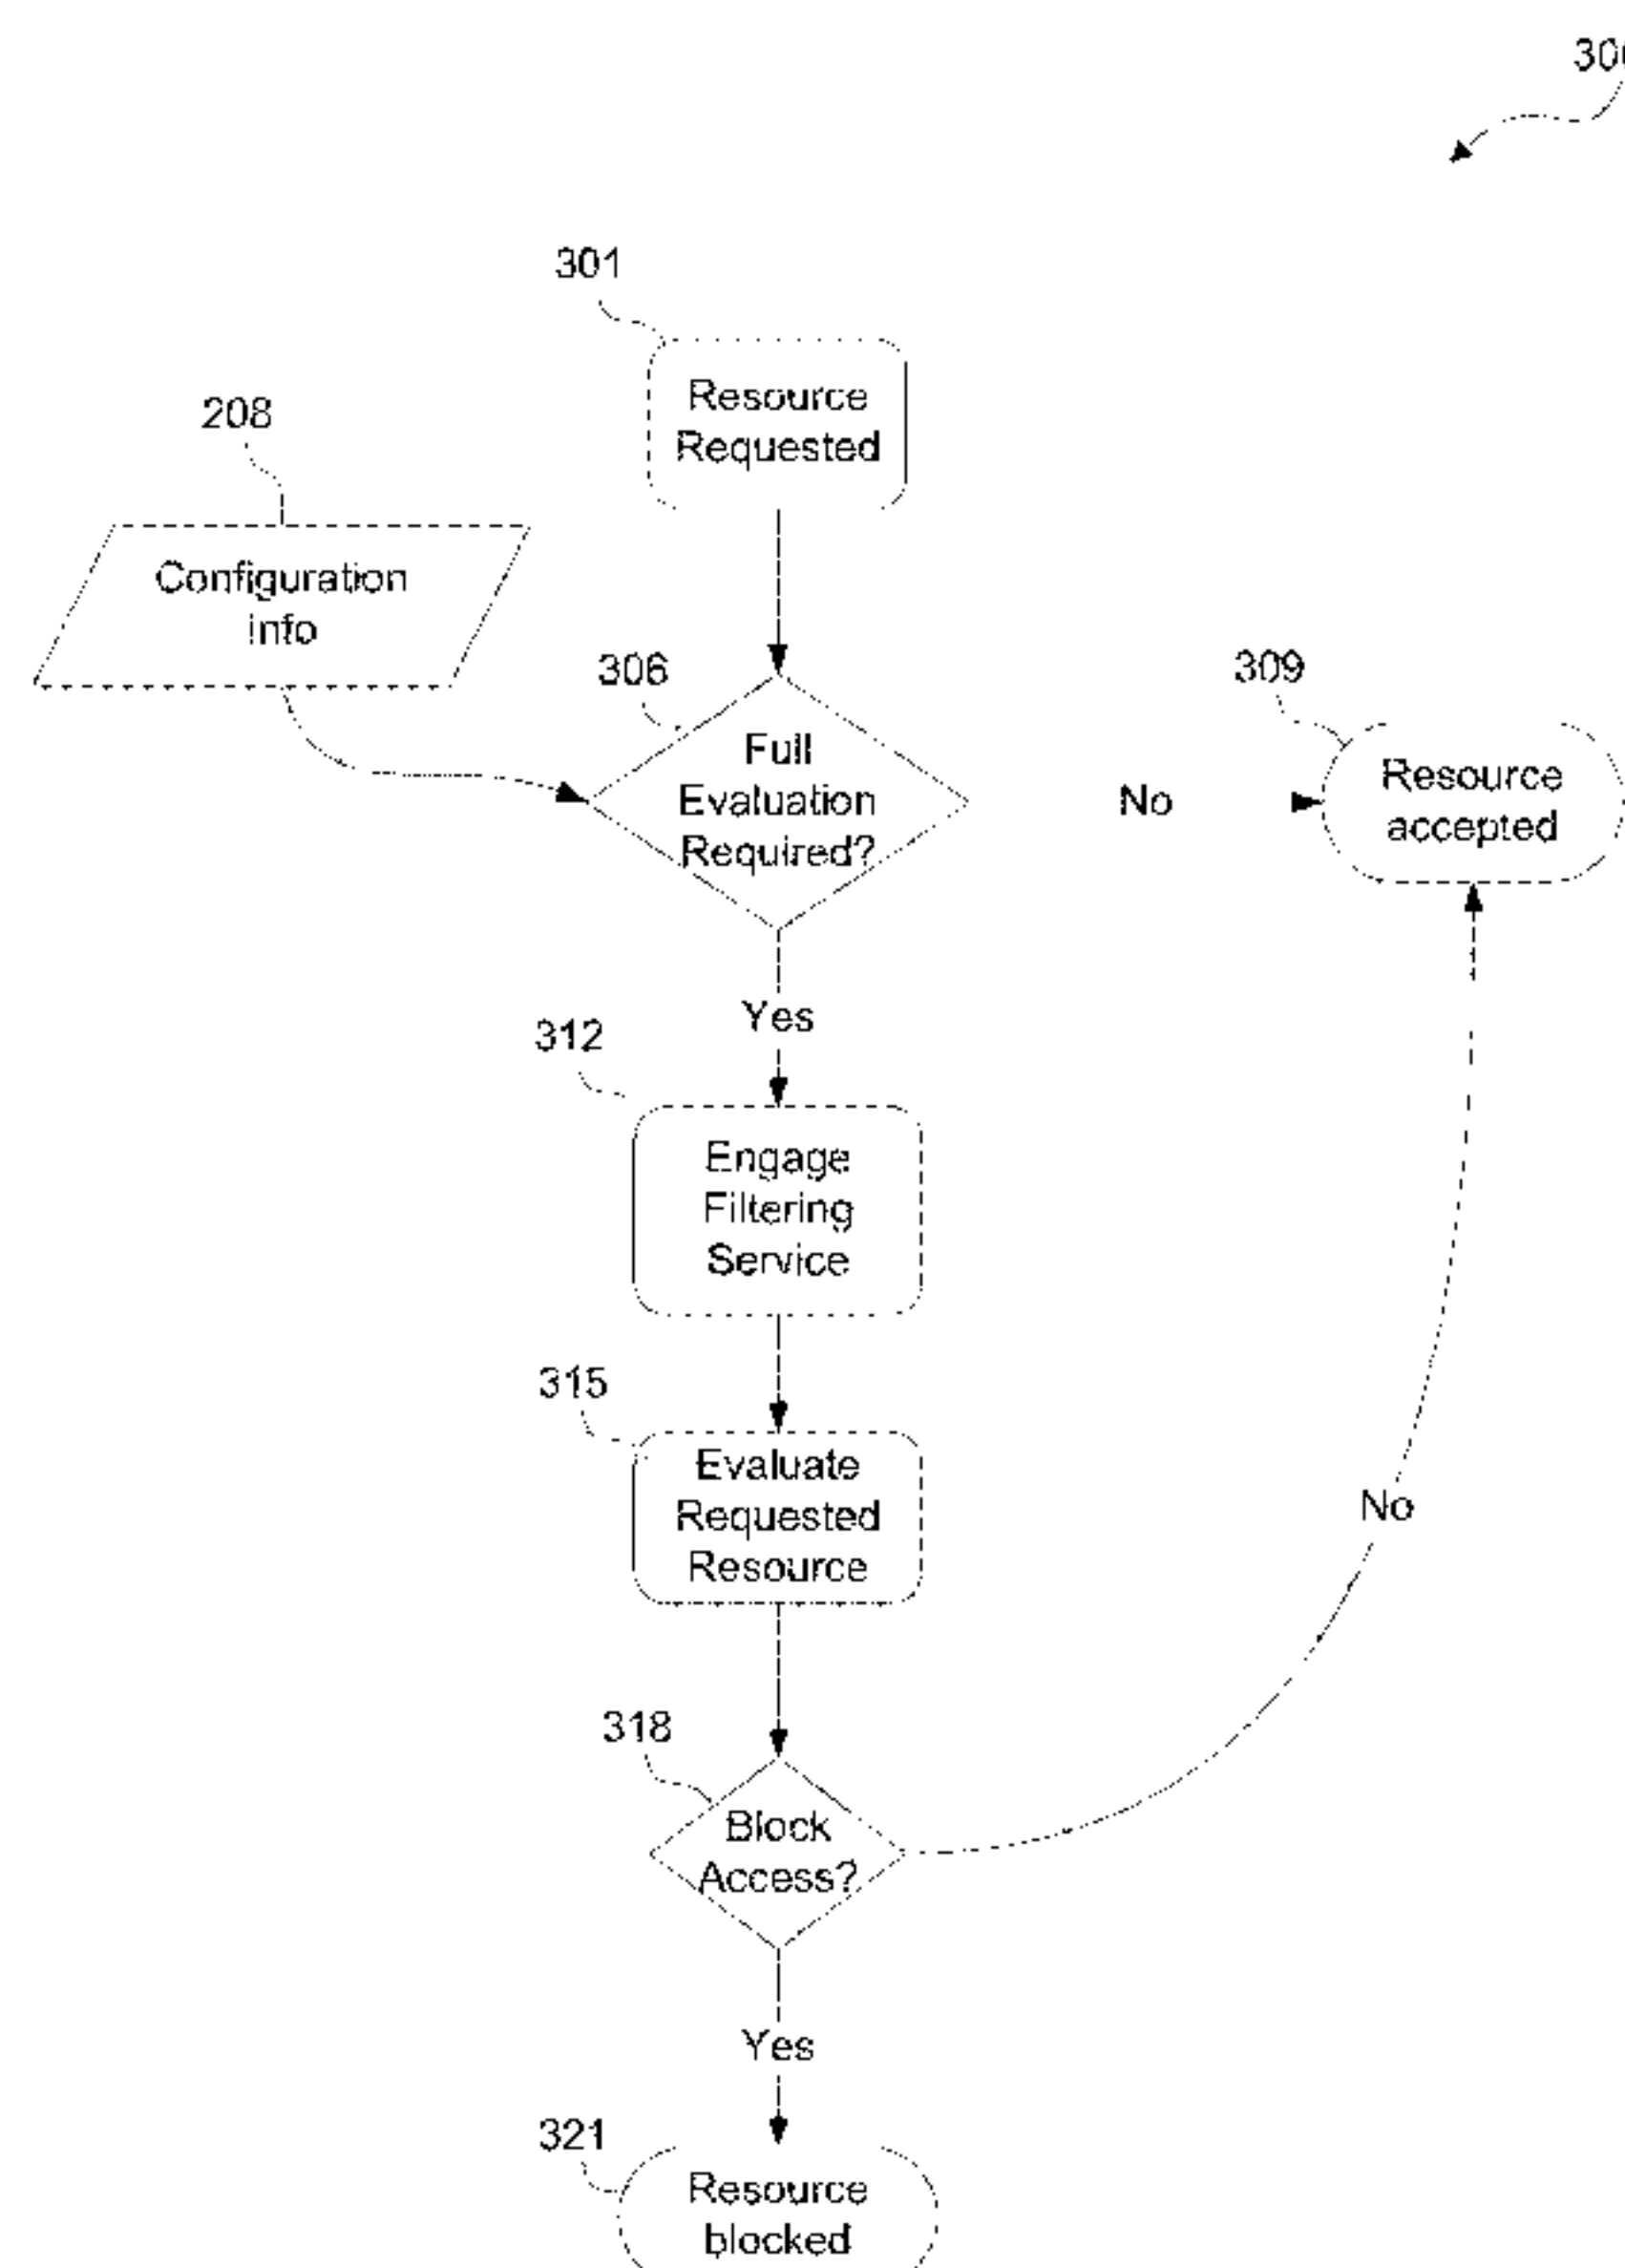 301
Resource
Requested
208
Configuration
info
306
Full
Evaluation
Required?
No
309
Resource
accepted
Yes
312
Engage
Filtering
Service
315
Evaluate
Requested
Resource
No
318
Block
Access?
Yes
321
Resource
blocked